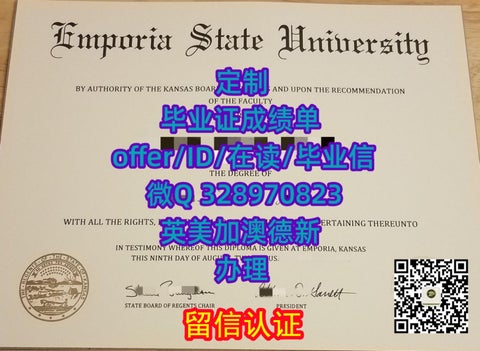 Emporia State University
BY AUTHORITY OF THE KANSAS BOAR AND UPON THE RECOMMENDATION
OF THE FACULTY
定制
毕业证成绩单
offer/ID/在读/毕业信
THE DEGREE OF
微Q 328970823
WITH ALL THE RIGHTS, ERTAINING THEREUNTO
英美加澳德新
IN TESTIMONY WHEREOF THIS DIPLOMA IS GIVEN AT EMPORIA, KANSAS
THIS NINTH DAY OF AUGUST
办理
STATE BOARD OF REGENTS CHAIR
PRESIDENT
留信认证